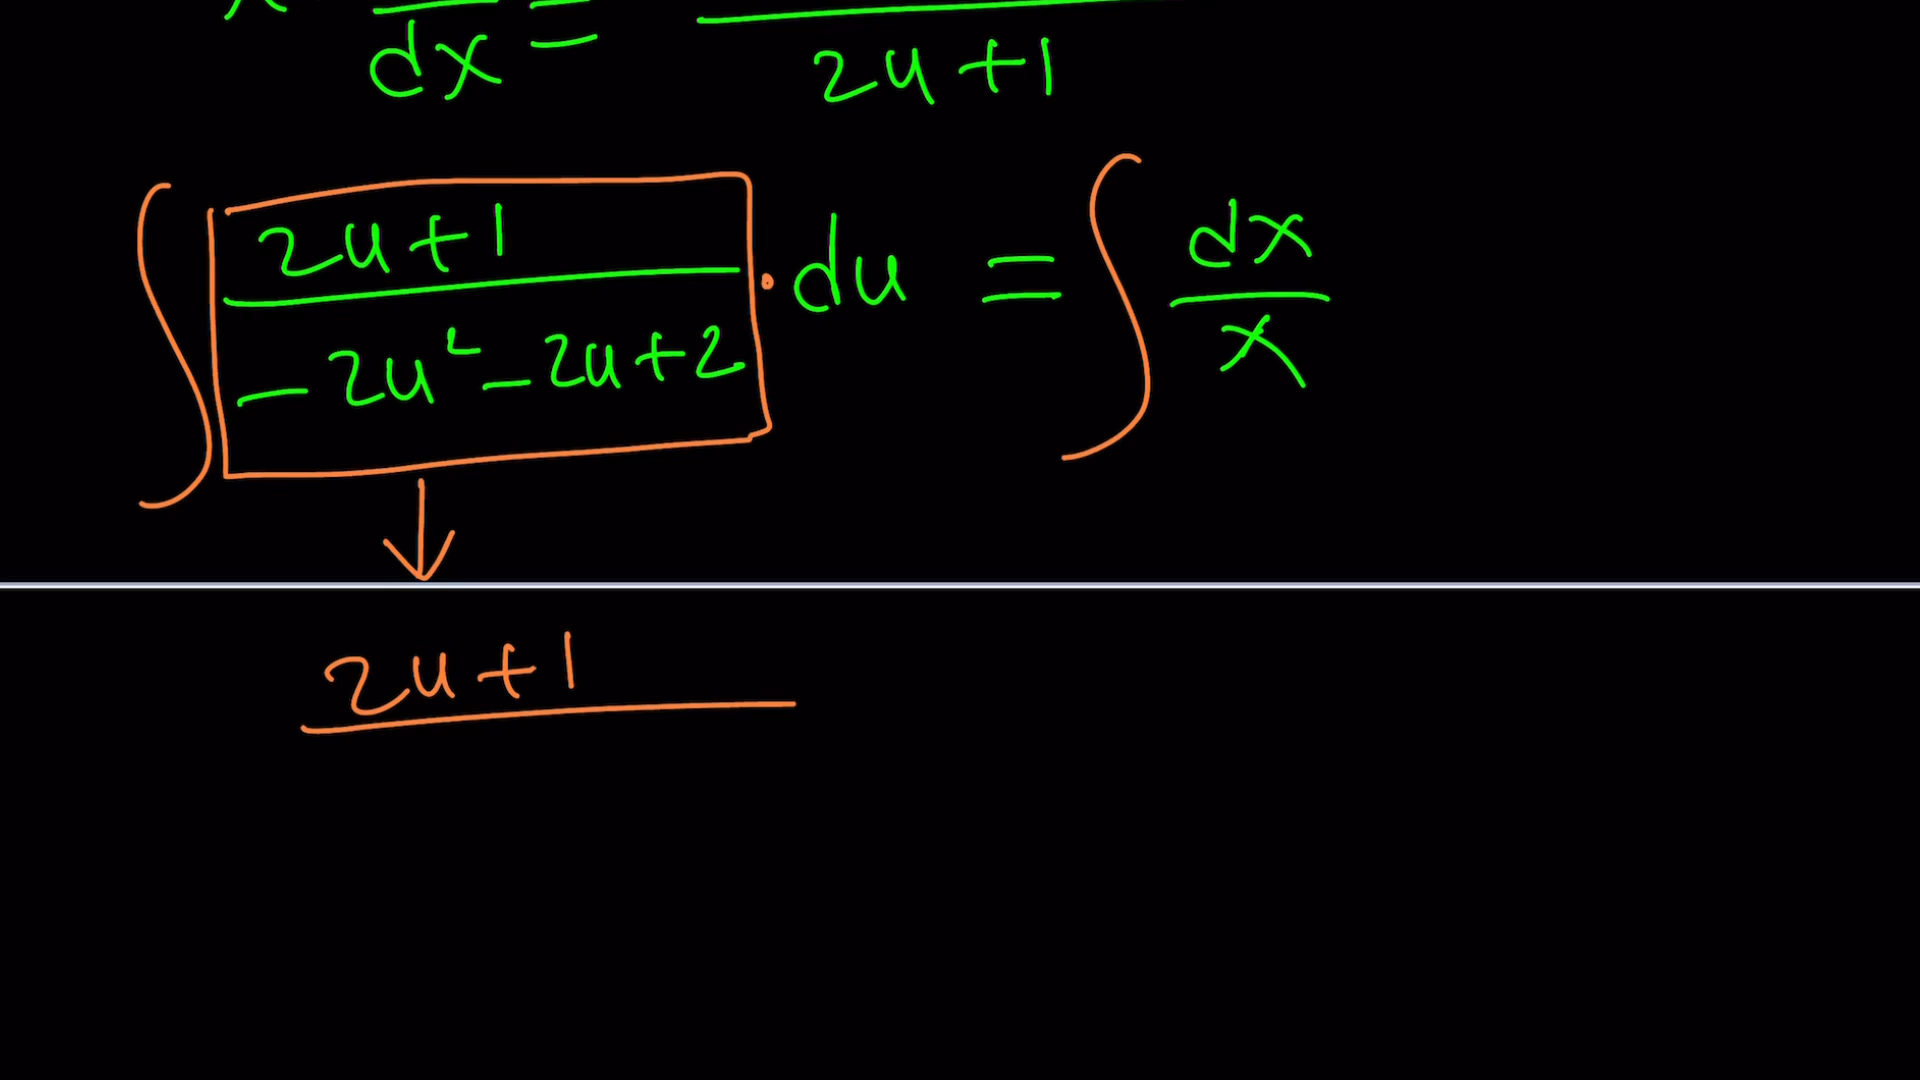 dx = 
2u+1
∫ (2u+1)/(-2u²-2u+2) · du = ∫ dx/x
2u+1